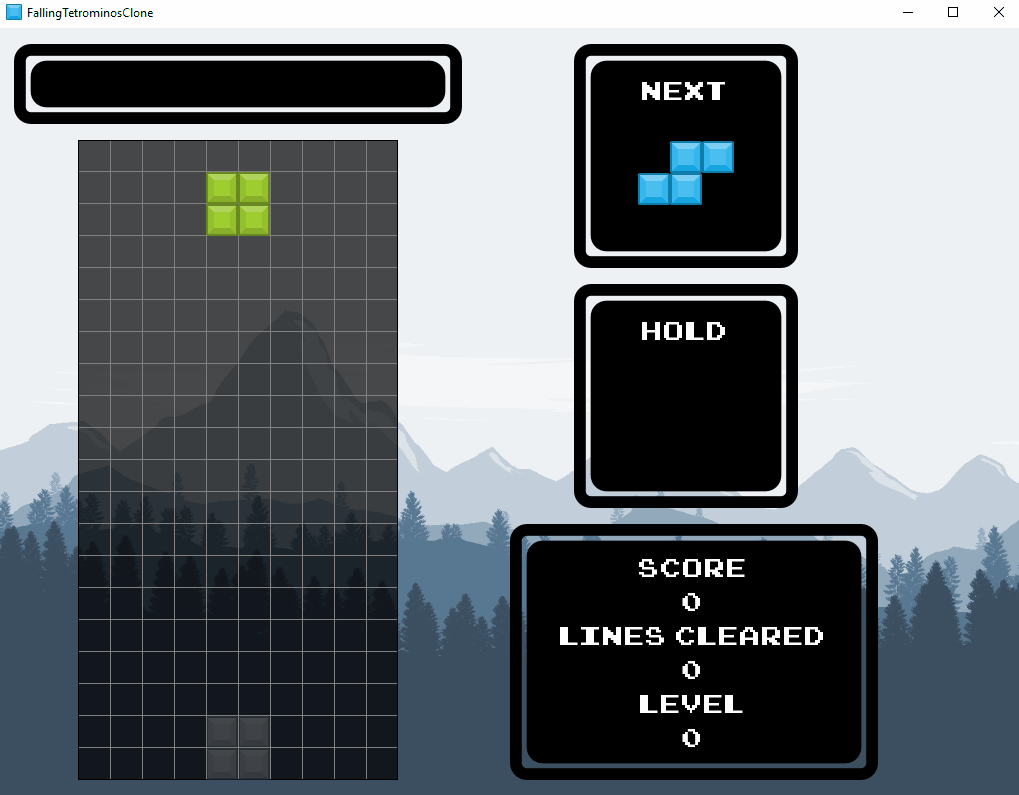 FallingTetrominosClone
NEXT
HOLD
SCORE
0
LINES CLEARED
0
LEVEL
0